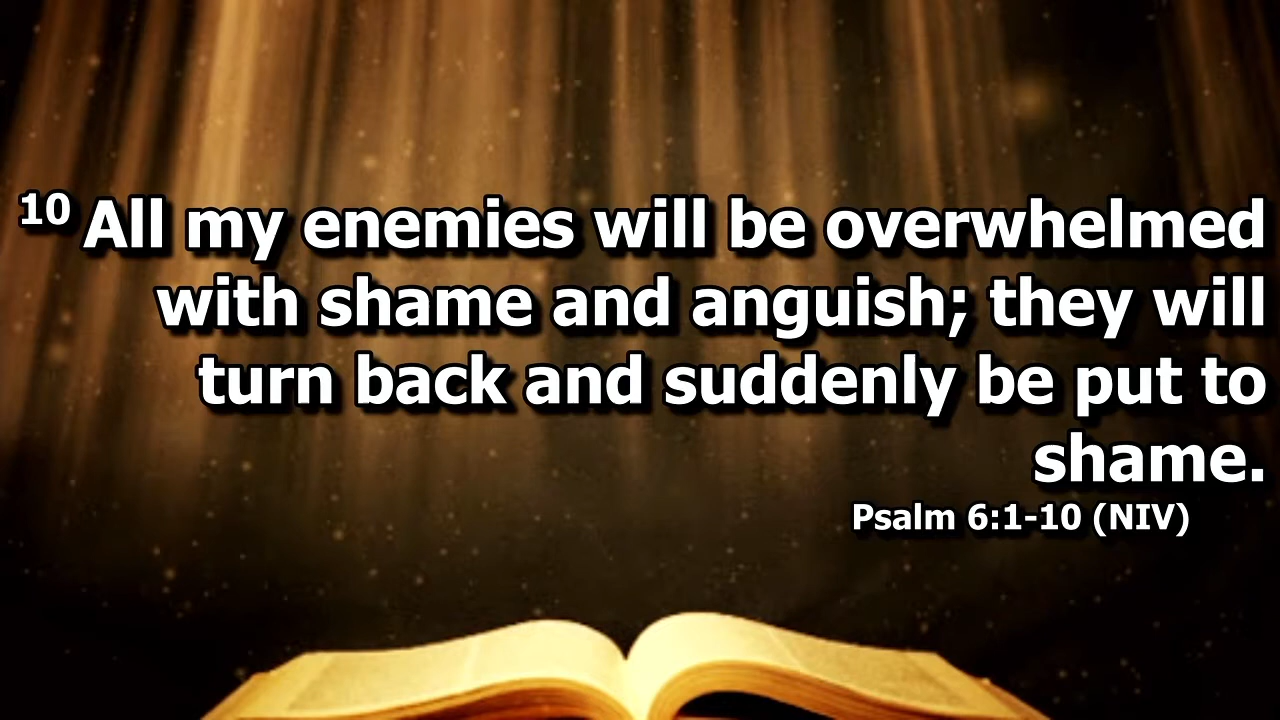 10 All my enemies will be overwhelmed
with shame and anguish; they will
turn back and suddenly be put to
shame.
Psalm 6:1-10 (NIV)